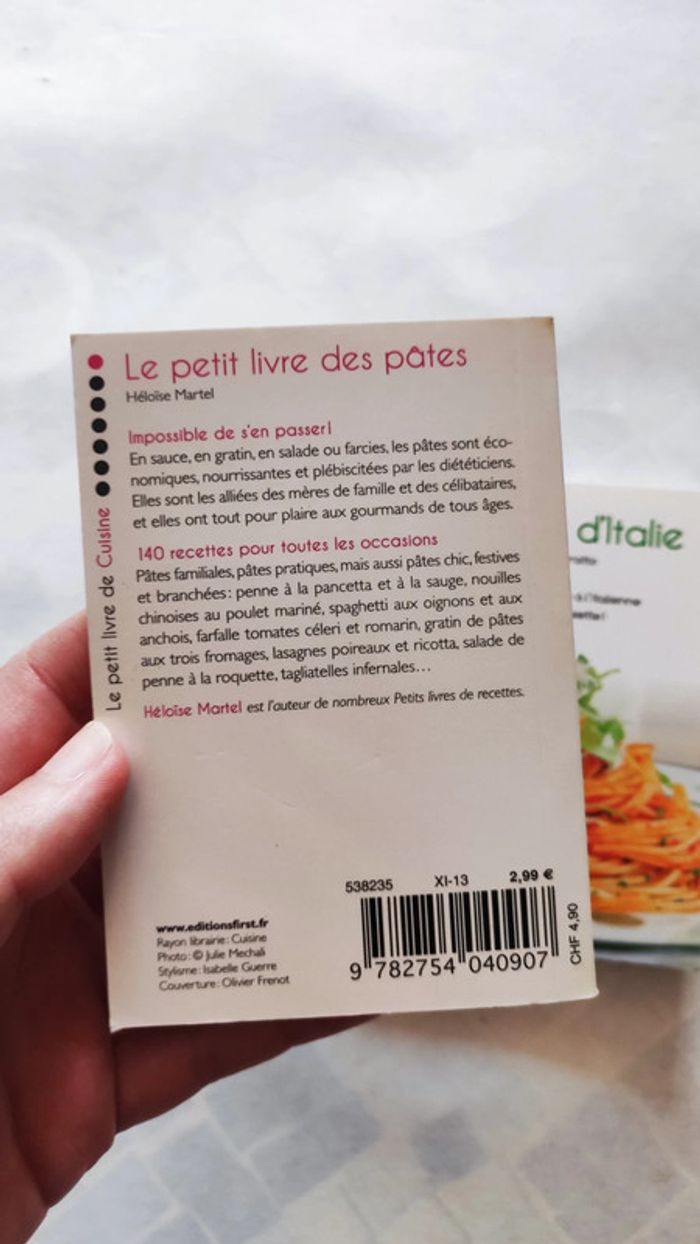 Le petit livre des pâtes
Héloïse Martel
Impossible de s'en passer!
En sauce, en gratin, en salade ou farcies, les pâtes sont éco-
nomiques, nourrissantes et plébiscitées par les diététiciens.
Elles sont les alliées des mères de famille et des célibataires,
et elles ont tout pour plaire aux gourmands de tous âges.
140 recettes pour toutes les occasions
Pâtes familiales, pâtes pratiques, mais aussi pâtes chic, festives
et branchées : penne à la pancetta et à la sauge, nouilles
chinoises au poulet mariné, spaghetti aux oignons et aux
anchois, farfalle tomates céleri et romarin, gratin de pâtes
aux trois fromages, lasagnes poireaux et ricotta, salade de
penne à la roquette, tagliatelles infernales...
Héloïse Martel est l'auteur de nombreux Petits livres de recettes.
Le petit livre de Cuisine
538235 XI-13 2,99 €
www.editionsfirst.fr
Rayon librairie : Cuisine
Photo : © Julie Mechali
Stylisme : Isabelle Guerre
Couverture : Olivier Frenot
9 782754 040907
CHF 4,90
d'Italie
à l'italienne